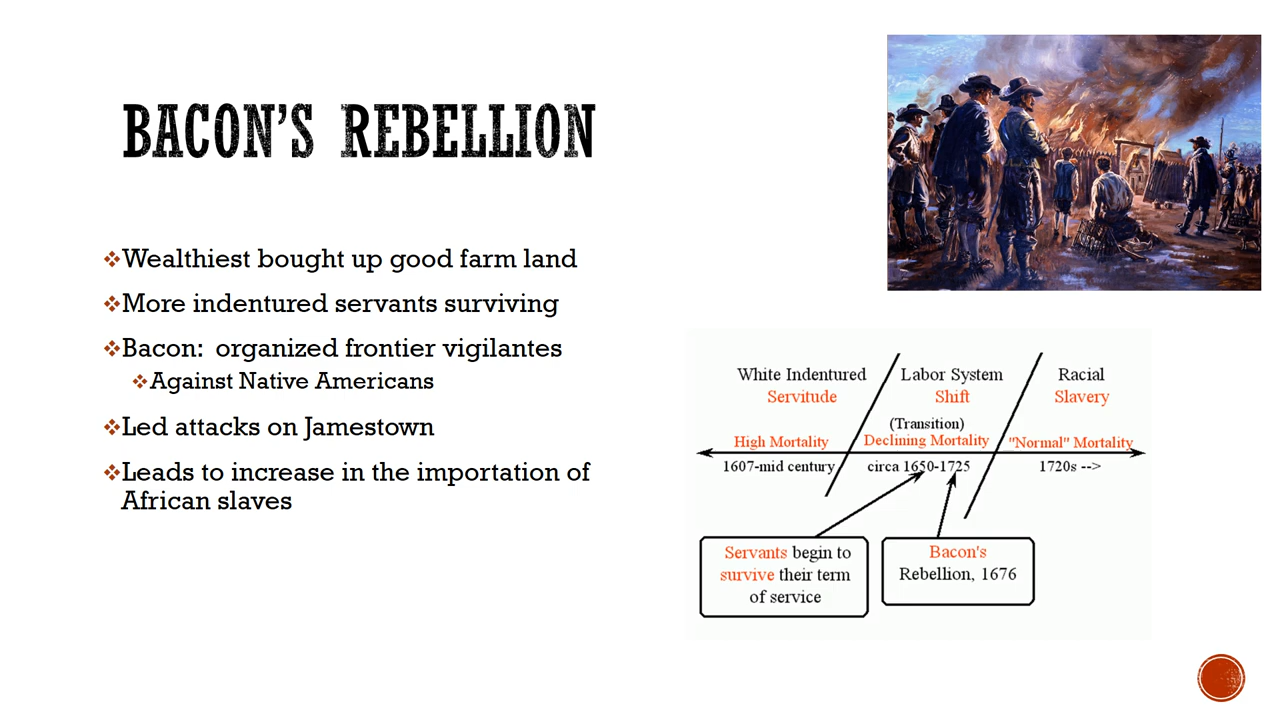 BACON'S REBELLION
Wealthiest bought up good farm land
More indentured servants surviving
Bacon:  organized frontier vigilantes
Against Native Americans
Led attacks on Jamestown
Leads to increase in the importation of
African slaves
White Indentured
Servitude
Labor System
Shift
Racial
Slavery
(Transition)
High Mortality
Declining Mortality
"Normal" Mortality
1607-mid century
circa 1650-1725
1720s -->
Servants begin to
survive their term
of service
Bacon's
Rebellion, 1676